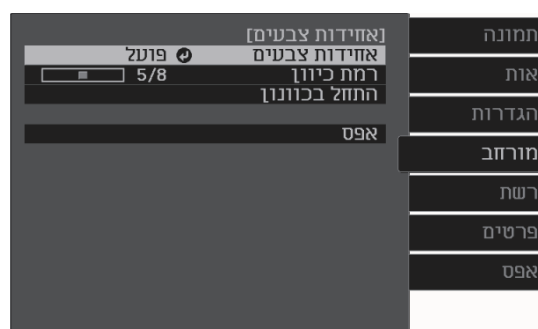 [אחידות צבעים]
אחידות צבעים פועל
רמת כיוון 5/8
התחל בכוונון
אפס
תמונה
אות
הגדרות
מורחב
רשת
פרטים
אפס